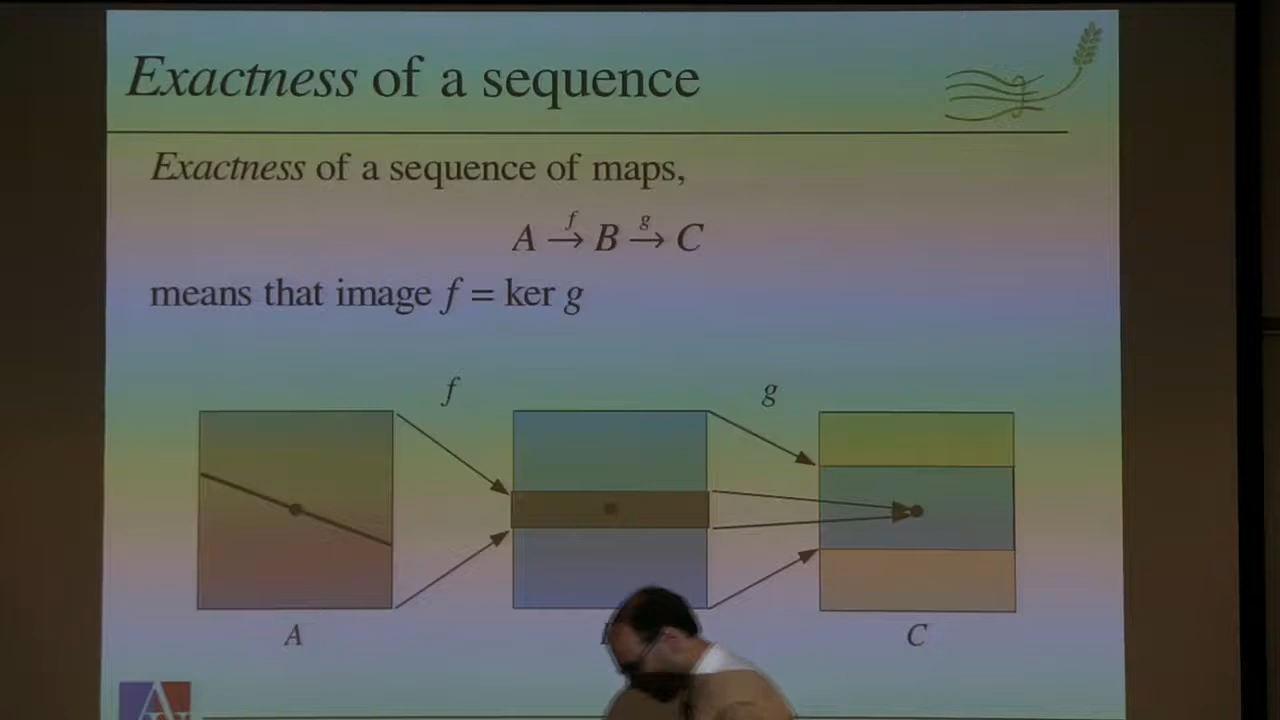 Exactness of a sequence
Exactness of a sequence of maps,
f g
A → B → C
means that image f = ker g
f g
A C